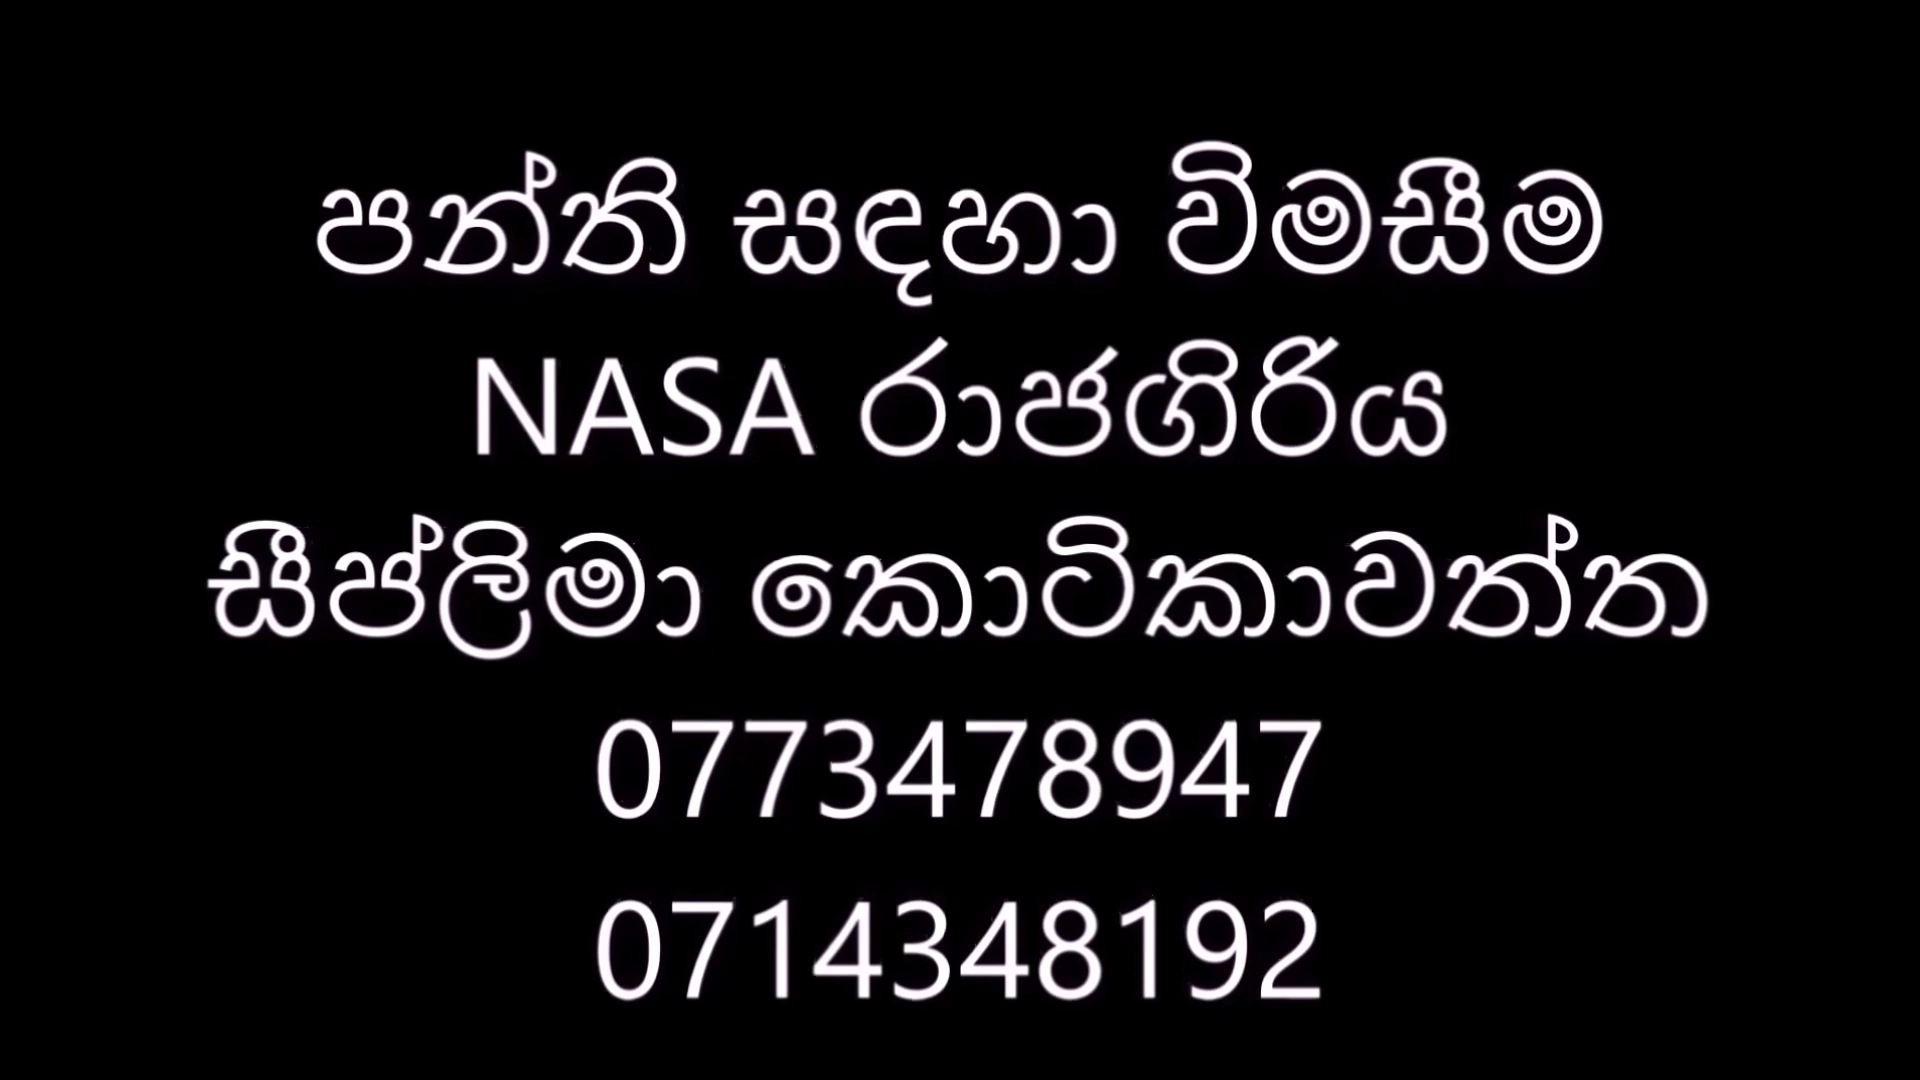 පන්ති සඳහා විමසීම
NASA රාජගිරිය
සීප්ලිමා කොටිකාවත්ත
0773478947
0714348192